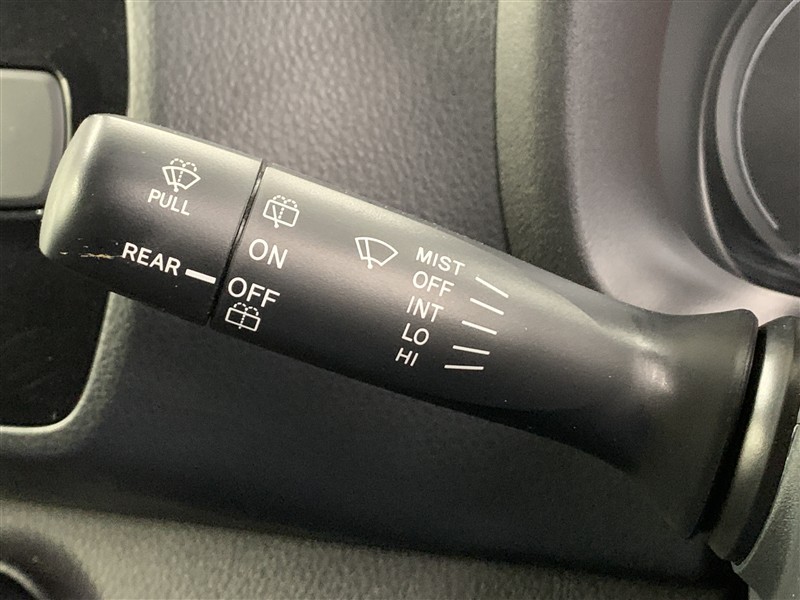 PULL
REAR
ON
OFF
MIST
OFF
INT
LO
HI